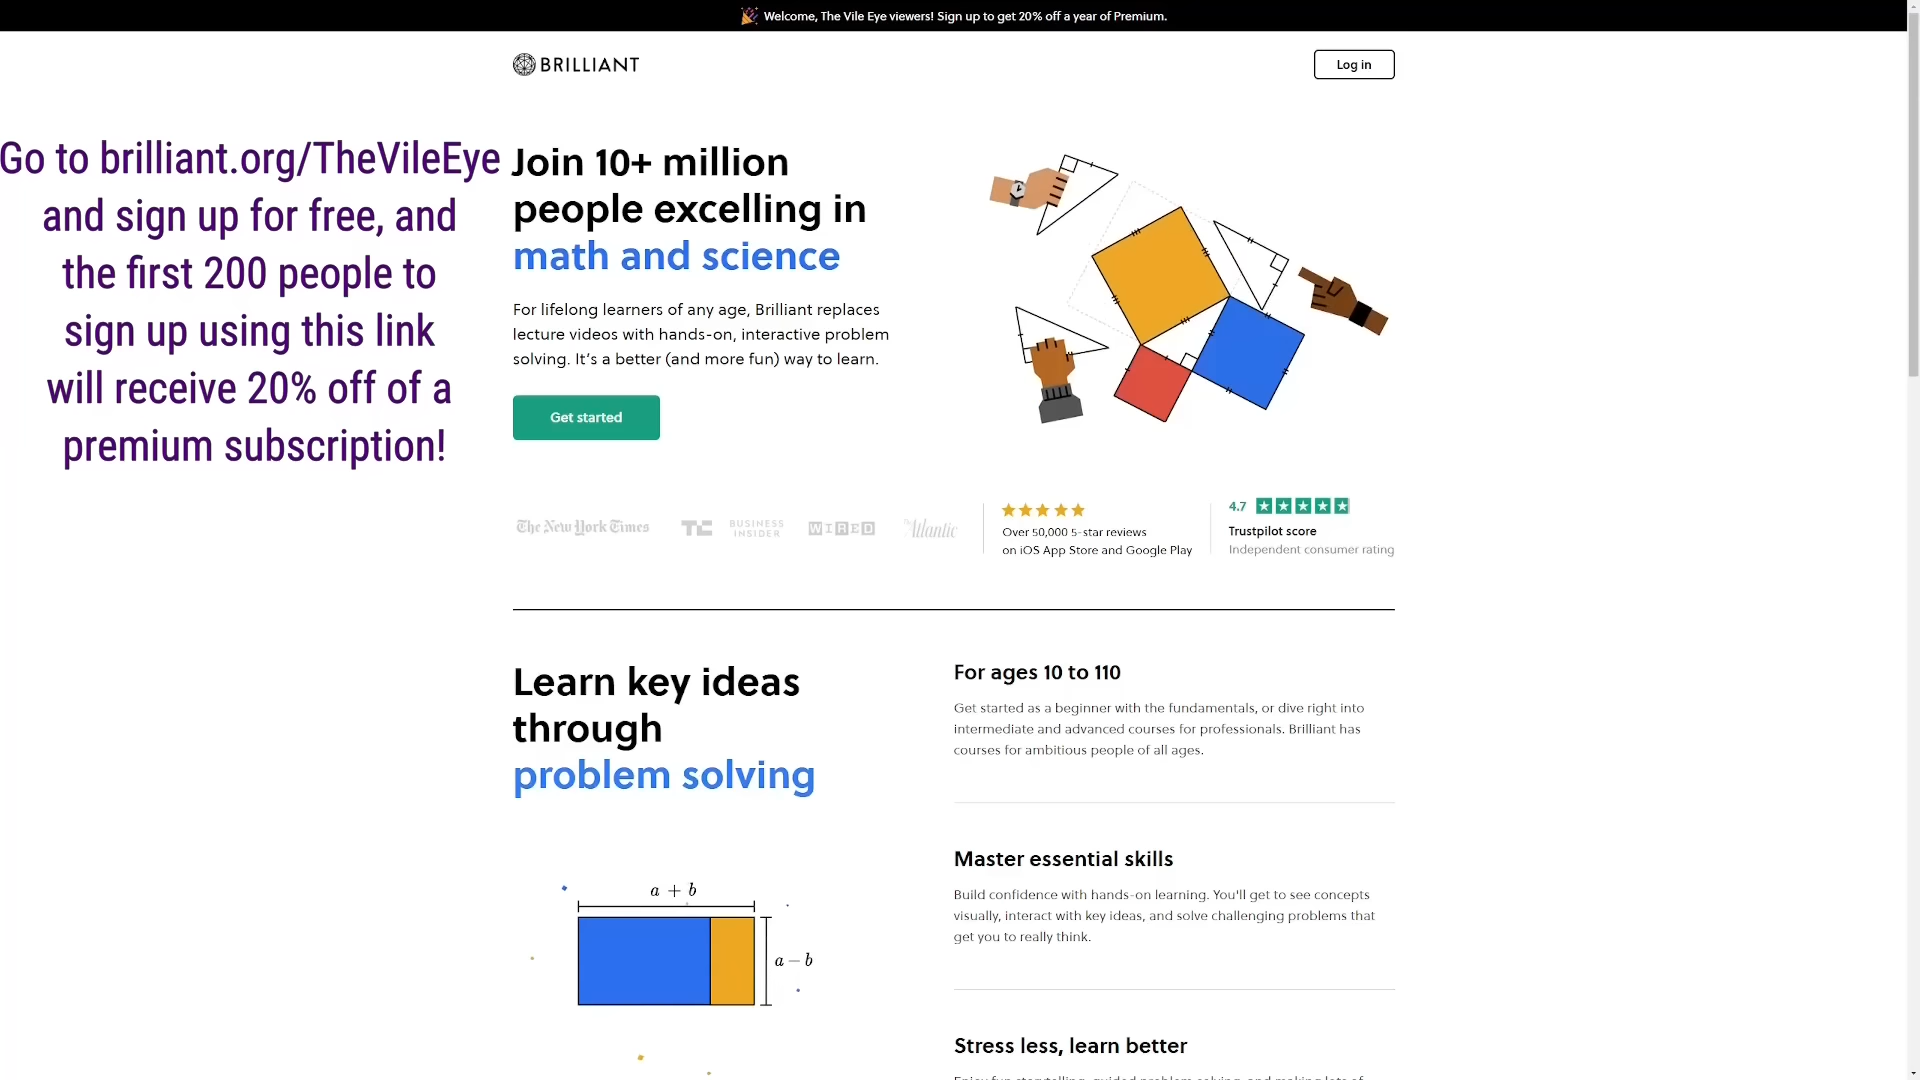 Welcome, The Vile Eye viewers! Sign up to get 20% off a year of Premium.
BRILLIANT
Log in
Go to brilliant.org/TheVileEye
and sign up for free, and
the first 200 people to
sign up using this link
will receive 20% off of a
premium subscription!
Join 10+ million
people excelling in
math and science
For lifelong learners of any age, Brilliant replaces
lecture videos with hands-on, interactive problem
solving. It’s a better (and more fun) way to learn.
Get started
The New York Times
TC
BUSINESS
INSIDER
WIRED
The Atlantic
Over 50,000 5-star reviews
on iOS App Store and Google Play
4.7
Trustpilot score
Independent consumer rating
Learn key ideas
through
problem solving
a + b
a − b
For ages 10 to 110
Get started as a beginner with the fundamentals, or dive right into
intermediate and advanced courses for professionals. Brilliant has
courses for ambitious people of all ages.
Master essential skills
Build confidence with hands-on learning. You'll get to see concepts
visually, interact with key ideas, and solve challenging problems that
get you to really think.
Stress less, learn better